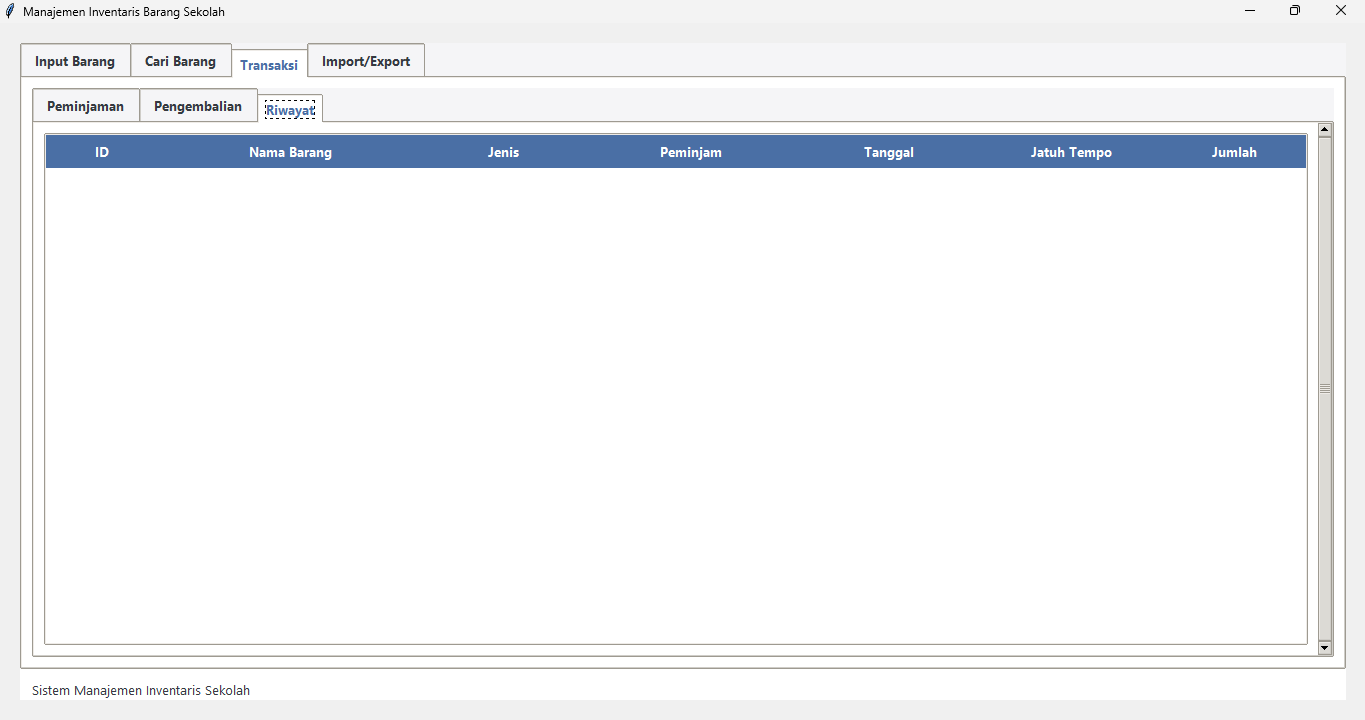 Manajemen Inventaris Barang Sekolah
Input Barang Cari Barang Transaksi Import/Export
Peminjaman Pengembalian Riwayat
ID Nama Barang Jenis Peminjam Tanggal Jatuh Tempo Jumlah
Sistem Manajemen Inventaris Sekolah